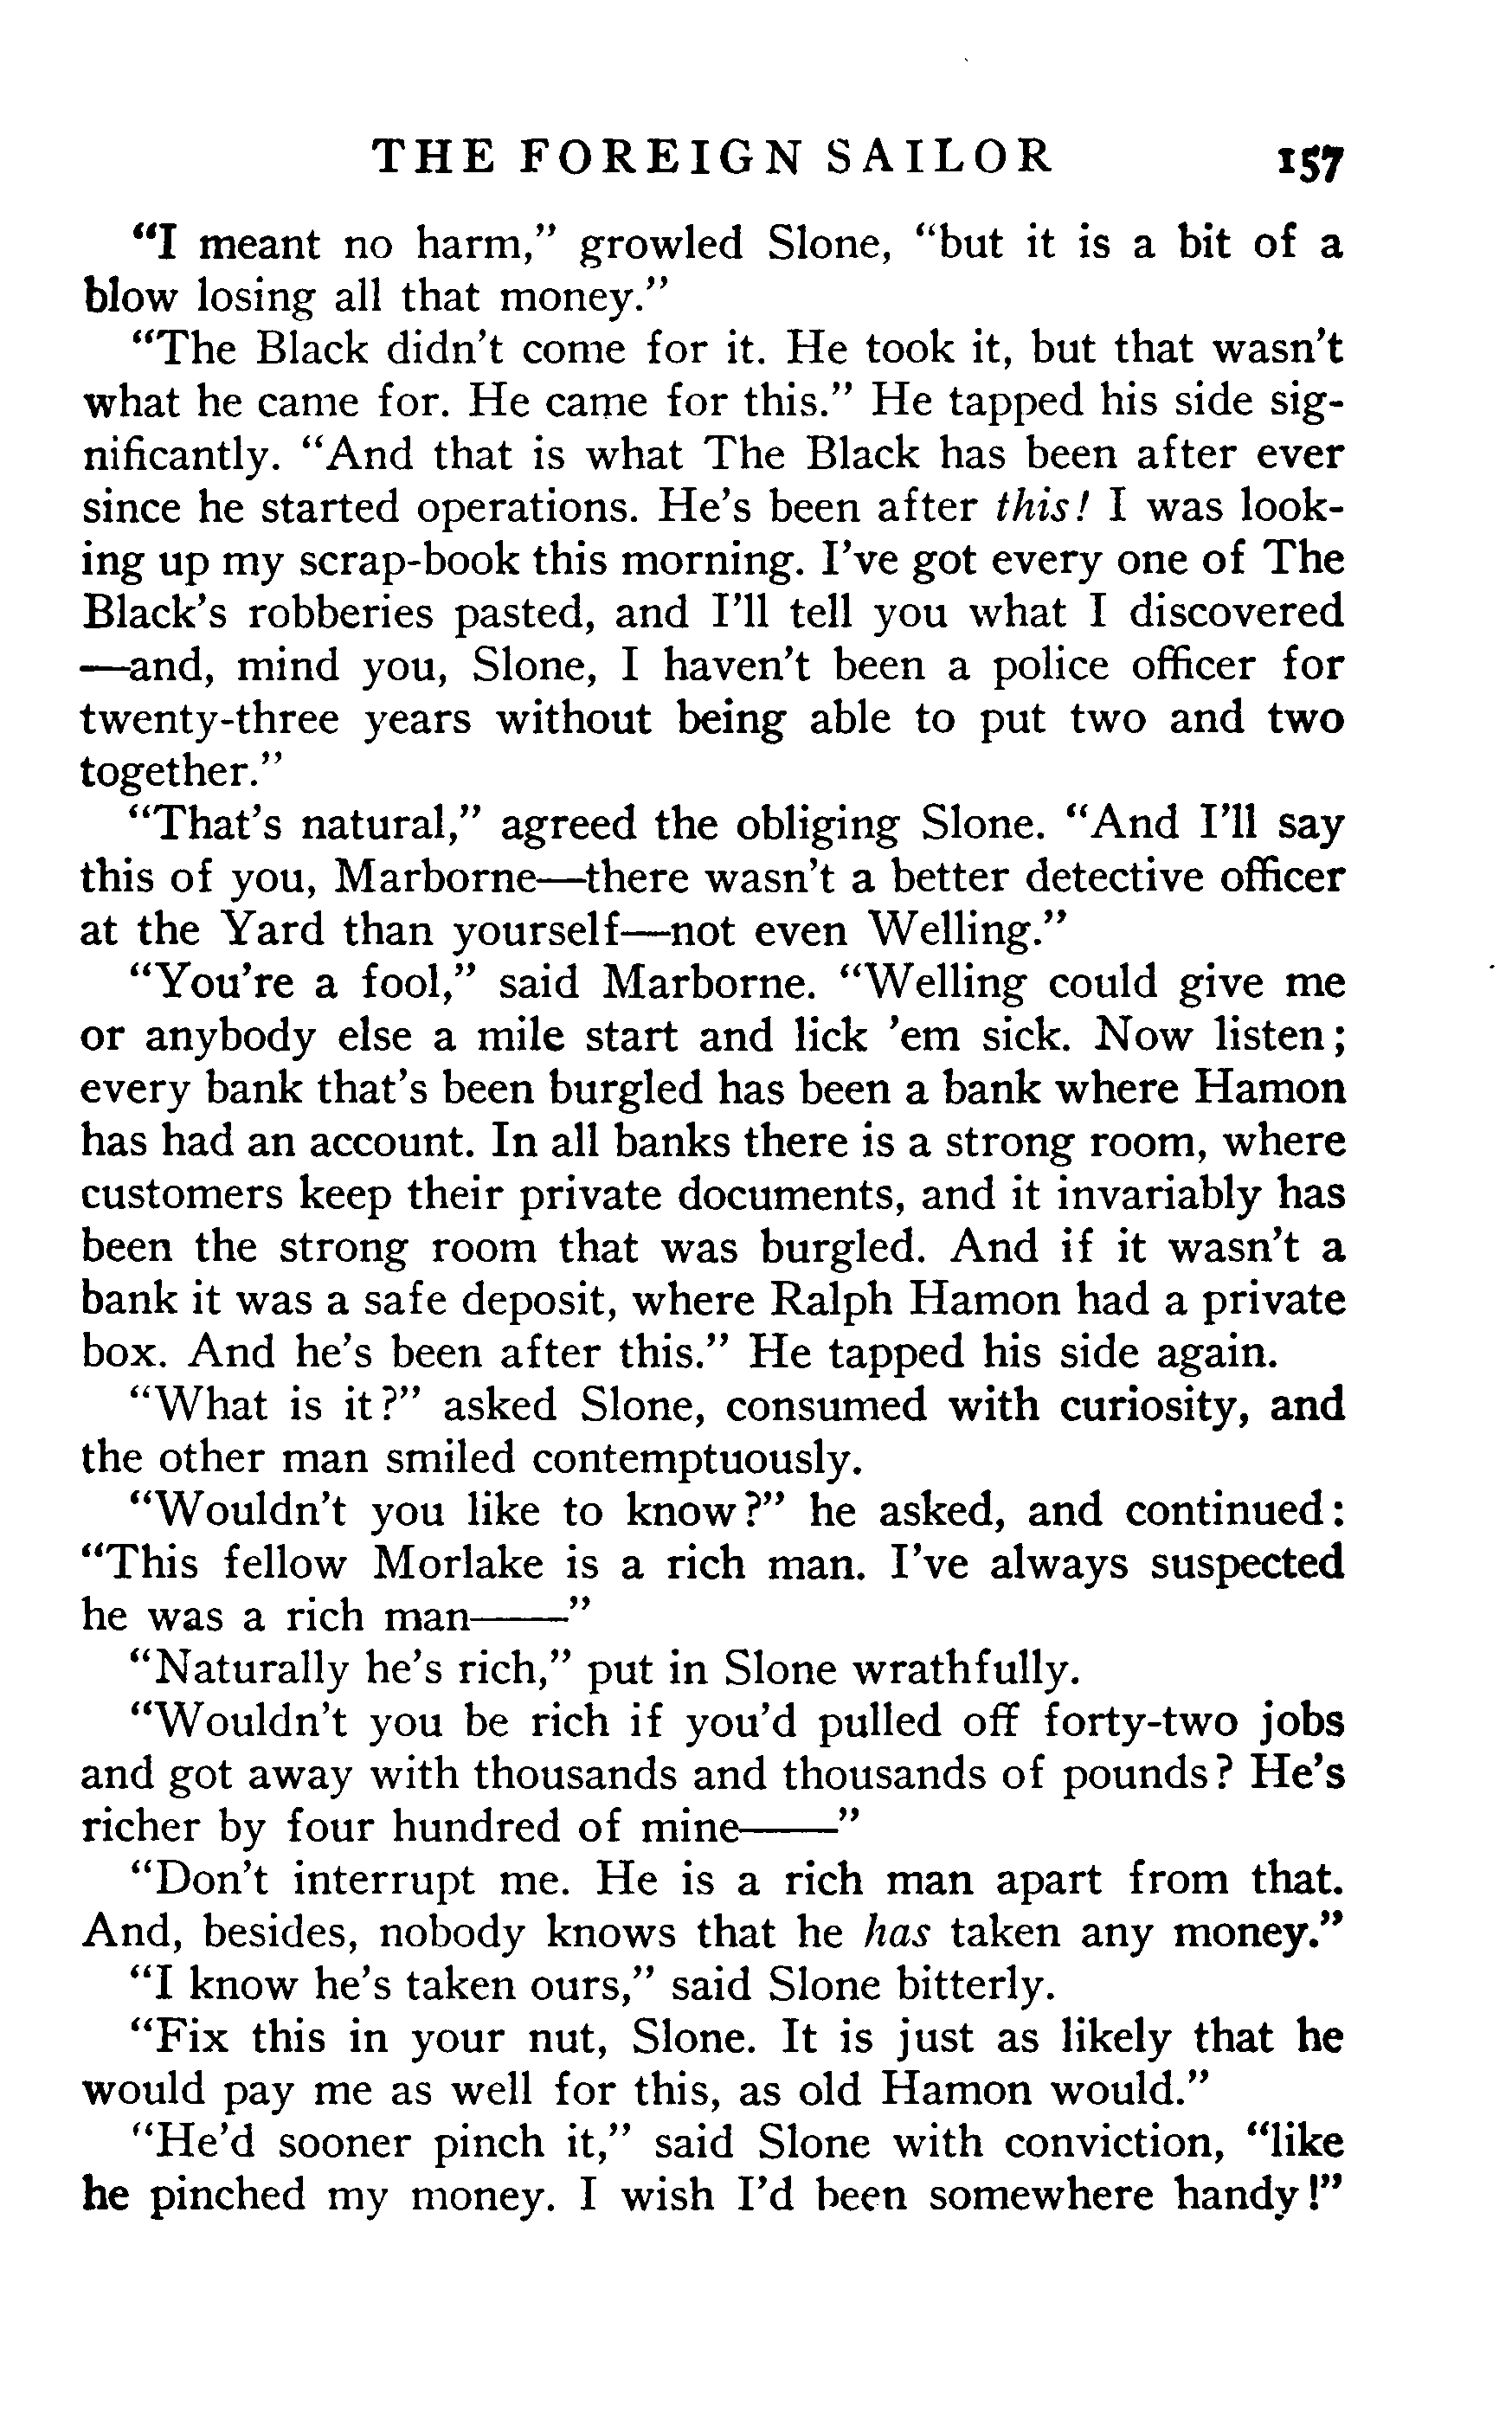 THE FOREIGN SAILOR 157
“I meant no harm,” growled Slone, “but it is a bit of a
blow losing all that money.”
“The Black didn’t come for it. He took it, but that wasn’t
what he came for. He came for this.” He tapped his side sig-
nificantly. “And that is what The Black has been after ever
since he started operations. He’s been after this! I was look-
ing up my scrap-book this morning. I’ve got every one of The
Black’s robberies pasted, and I’ll tell you what I discovered
—and, mind you, Slone, I haven’t been a police officer for
twenty-three years without being able to put two and two
together.”
“That’s natural,” agreed the obliging Slone. “And I’ll say
this of you, Marborne—there wasn’t a better detective officer
at the Yard than yourself—not even Welling.”
“You’re a fool,” said Marborne. “Welling could give me
or anybody else a mile start and lick ’em sick. Now listen;
every bank that’s been burgled has been a bank where Hamon
has had an account. In all banks there is a strong room, where
customers keep their private documents, and it invariably has
been the strong room that was burgled. And if it wasn’t a
bank it was a safe deposit, where Ralph Hamon had a private
box. And he’s been after this.” He tapped his side again.
“What is it?” asked Slone, consumed with curiosity, and
the other man smiled contemptuously.
“Wouldn’t you like to know?” he asked, and continued:
“This fellow Morlake is a rich man. I’ve always suspected
he was a rich man——”
“Naturally he’s rich,” put in Slone wrathfully.
“Wouldn’t you be rich if you’d pulled off forty-two jobs
and got away with thousands and thousands of pounds? He’s
richer by four hundred of mine——”
“Don’t interrupt me. He is a rich man apart from that.
And, besides, nobody knows that he has taken any money.”
“I know he’s taken ours,” said Slone bitterly.
“Fix this in your nut, Slone. It is just as likely that he
would pay me as well for this, as old Hamon would.”
“He’d sooner pinch it,” said Slone with conviction, “like
he pinched my money. I wish I’d been somewhere handy!”